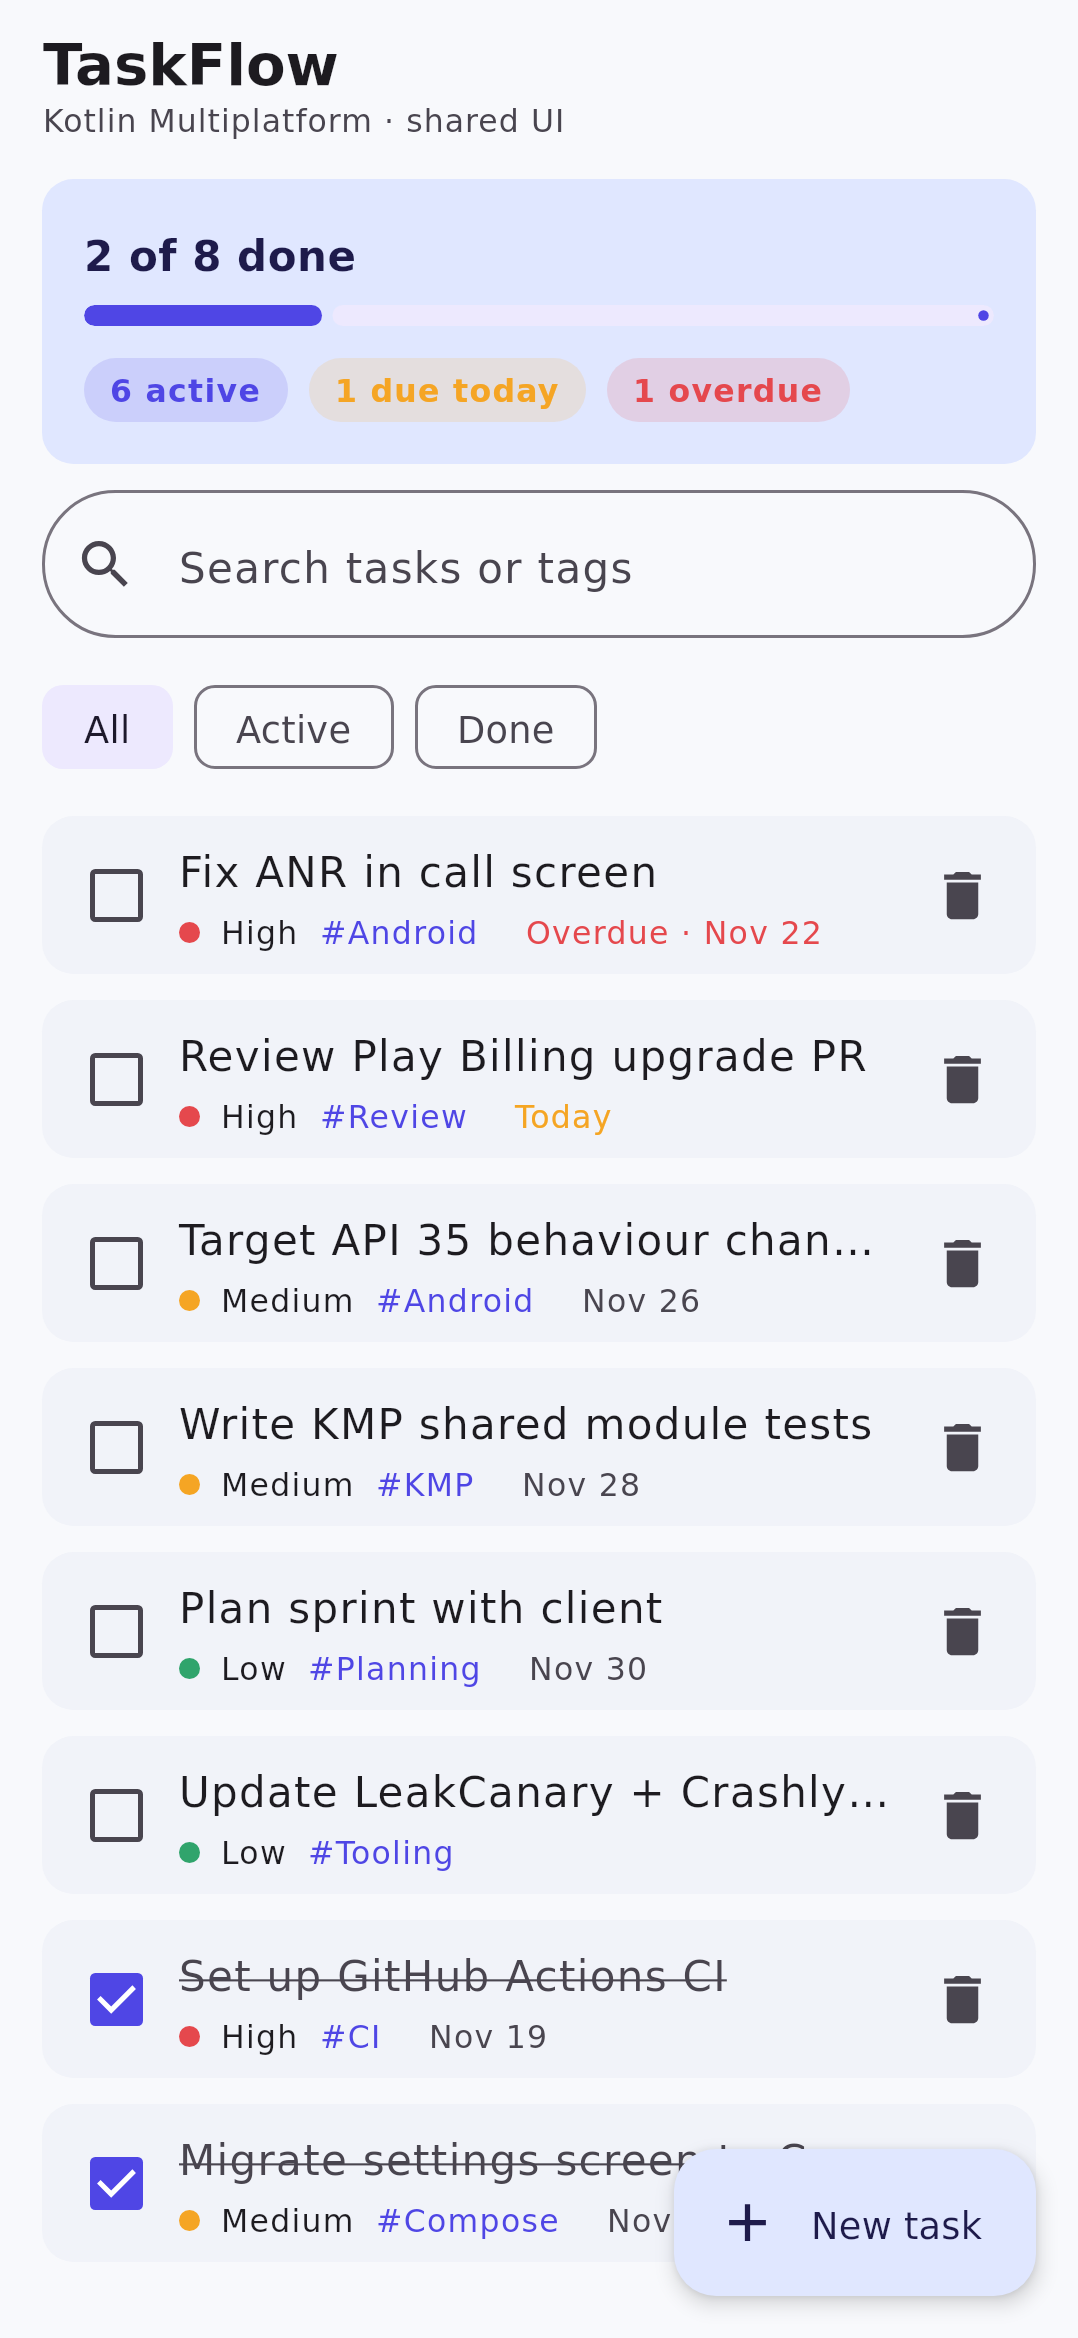 TaskFlow
Kotlin Multiplatform · shared UI
2 of 8 done
6 active 1 due today 1 overdue
Search tasks or tags
All Active Done
Fix ANR in call screen
High #Android Overdue · Nov 22
Review Play Billing upgrade PR
High #Review Today
Target API 35 behaviour chan…
Medium #Android Nov 26
Write KMP shared module tests
Medium #KMP Nov 28
Plan sprint with client
Low #Planning Nov 30
Update LeakCanary + Crashly…
Low #Tooling
Set up GitHub Actions CI
High #CI Nov 19
Migrate settings screen
Medium #Compose Nov
New task